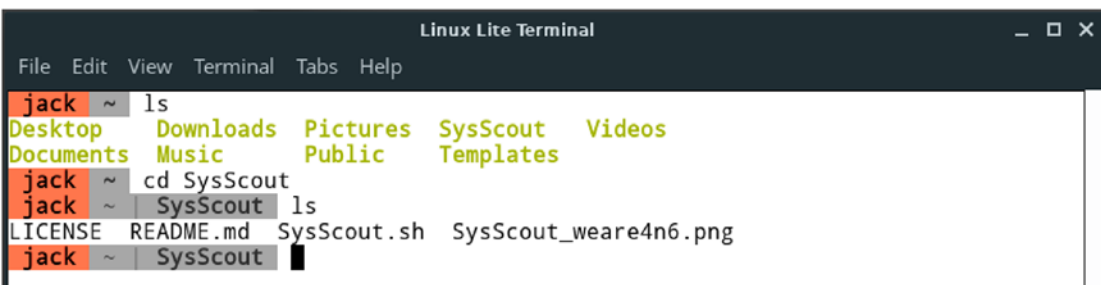 Linux Lite Terminal
File Edit View Terminal Tabs Help
jack ~ ls
Desktop Downloads Pictures SysScout Videos
Documents Music Public Templates
jack ~ cd SysScout
jack ~ | SysScout ls
LICENSE README.md SysScout.sh SysScout_weare4n6.png
jack ~ | SysScout